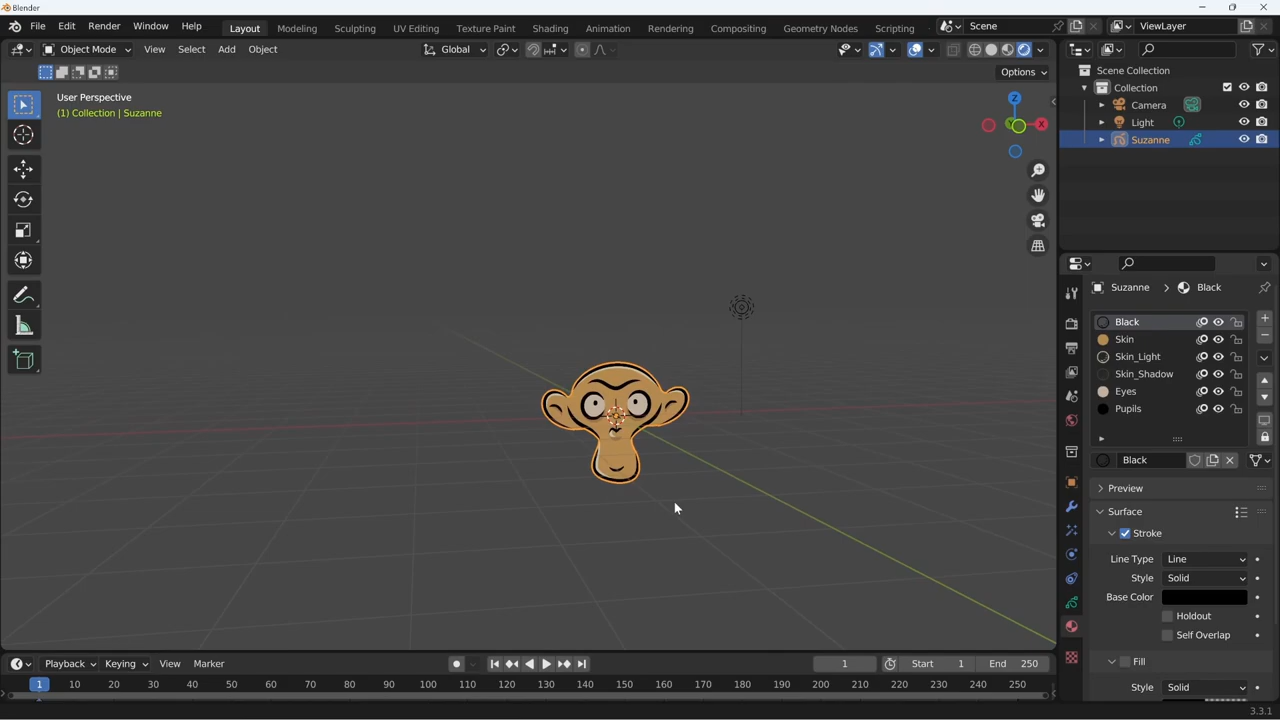 Blender
File Edit Render Window Help Layout Modeling Sculpting UV Editing Texture Paint Shading Animation Rendering Compositing Geometry Nodes Scripting Scene ViewLayer
Object Mode View Select Add Object Global
Options
User Perspective
(1) Collection | Suzanne
Z
X
Scene Collection
Collection
Camera
Light
Suzanne
Suzanne > Black
Black
Skin
Skin_Light
Skin_Shadow
Eyes
Pupils
Black
Preview
Surface
Stroke
Line Type Line
Style Solid
Base Color
Holdout
Self Overlap
Fill
Style Solid
Playback Keying View Marker 1 Start 1 End 250
1 10 20 30 40 50 60 70 80 90 100 110 120 130 140 150 160 170 180 190 200 210 220 230 240 250
3.3.1